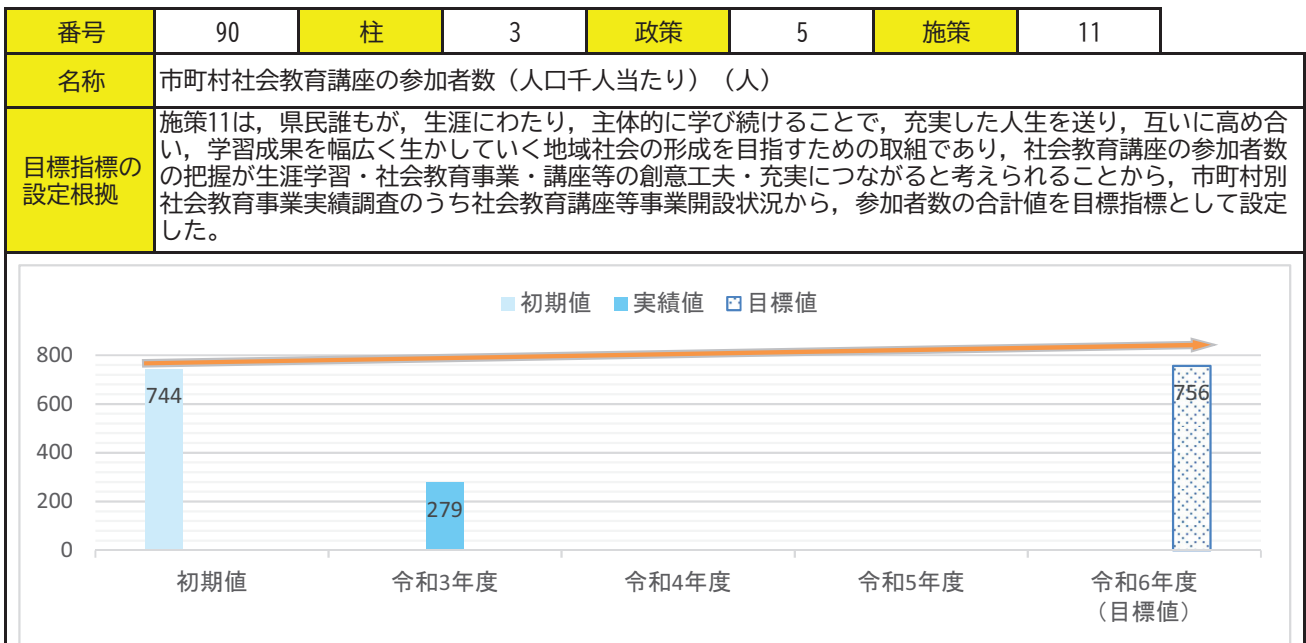 番号 90 柱 3 政策 5 施策 11
名称 市町村社会教育講座の参加者数（人口千人当たり）（人）
目標指標の設定根拠
施策11は，県民誰もが，生涯にわたり，主体的に学び続けることで，充実した人生を送り，互いに高め合
い，学習成果を幅広く生かしていく地域社会の形成を目指すための取組であり，社会教育講座の参加者数
の把握が生涯学習・社会教育事業・講座等の創意工夫・充実につながると考えられることから，市町村別
社会教育事業実績調査のうち社会教育講座等事業開設状況から，参加者数の合計値を目標指標として設定
した。
初期値 実績値 目標値
800
600
400
200
0
744
279
756
初期値 令和3年度 令和4年度 令和5年度 令和6年度
（目標値）